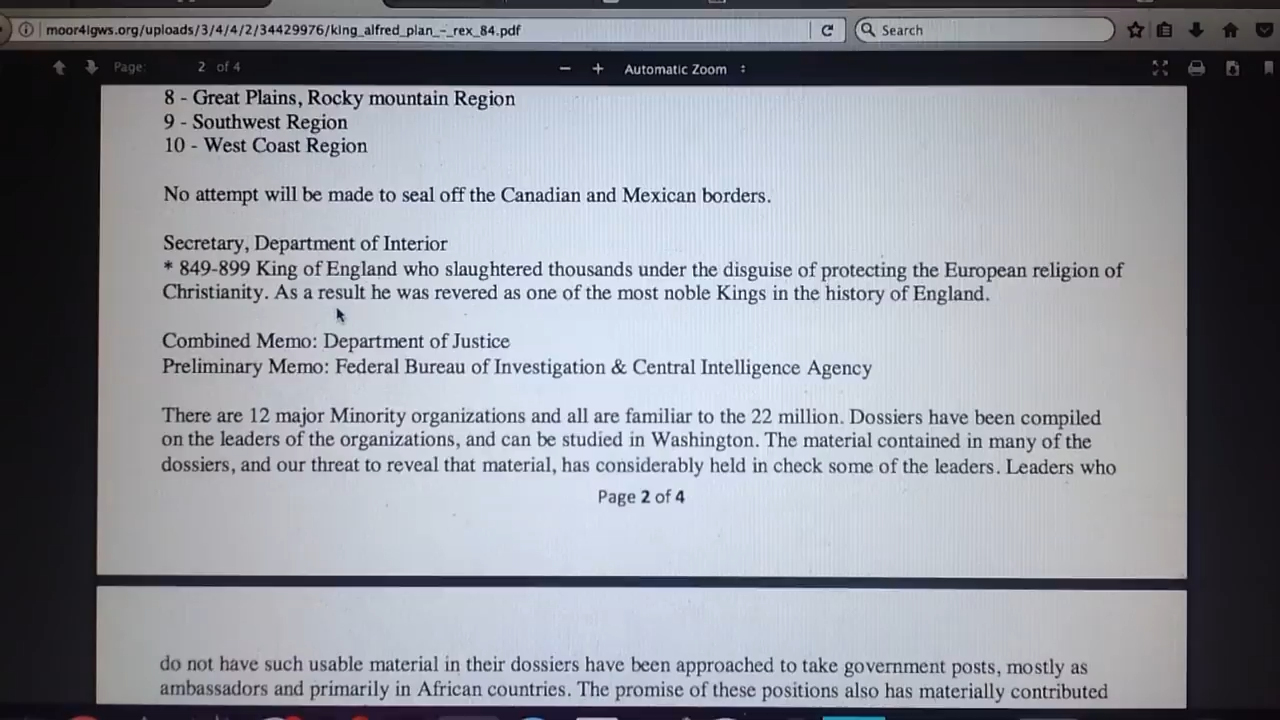 moor4igws.org/uploads/3/4/4/2/34429976/king_alfred_plan_-_rex_84.pdf
Search
Page: 2 of 4
Automatic Zoom
8 - Great Plains, Rocky mountain Region
9 - Southwest Region
10 - West Coast Region
No attempt will be made to seal off the Canadian and Mexican borders.
Secretary, Department of Interior
* 849-899 King of England who slaughtered thousands under the disguise of protecting the European religion of
Christianity. As a result he was revered as one of the most noble Kings in the history of England.
Combined Memo: Department of Justice
Preliminary Memo: Federal Bureau of Investigation & Central Intelligence Agency
There are 12 major Minority organizations and all are familiar to the 22 million. Dossiers have been compiled
on the leaders of the organizations, and can be studied in Washington. The material contained in many of the
dossiers, and our threat to reveal that material, has considerably held in check some of the leaders. Leaders who
Page 2 of 4
do not have such usable material in their dossiers have been approached to take government posts, mostly as
ambassadors and primarily in African countries. The promise of these positions also has materially contributed